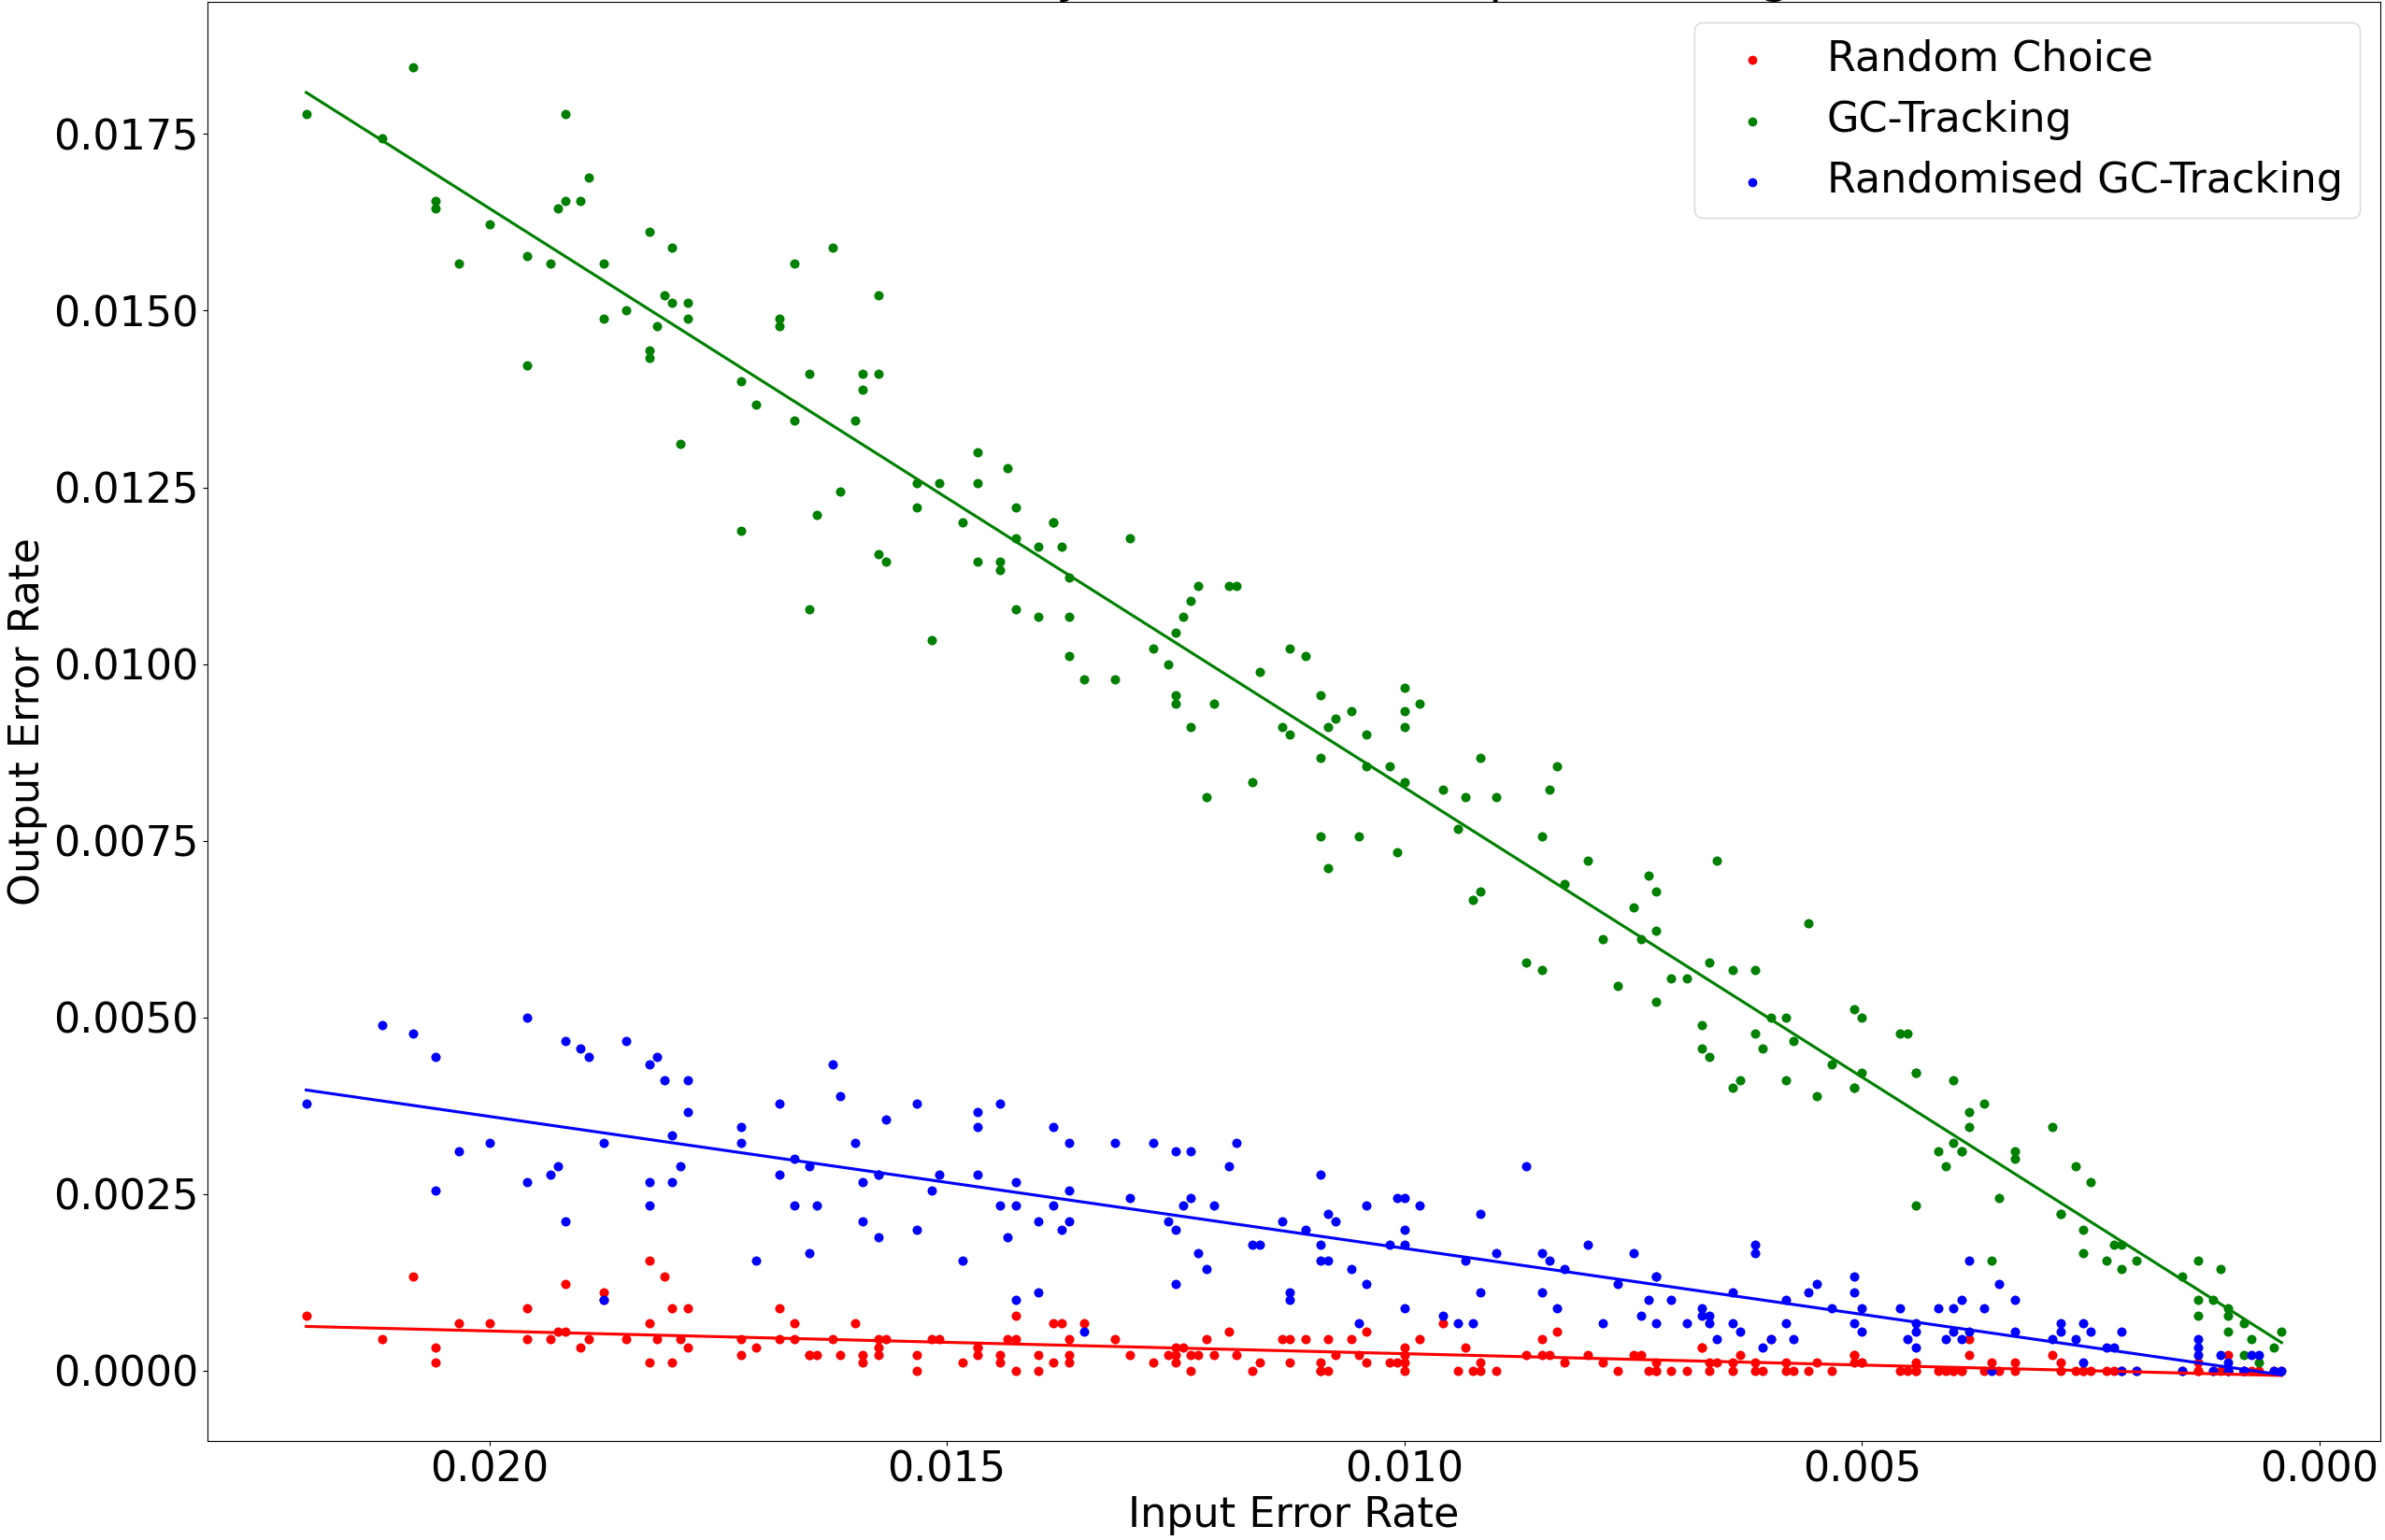 Random Choice
GC-Tracking
Randomised GC-Tracking
0.0175
0.0150
0.0125
0.0100
0.0075
0.0050
0.0025
0.0000
Output Error Rate
0.020 0.015 0.010 0.005 0.000
Input Error Rate